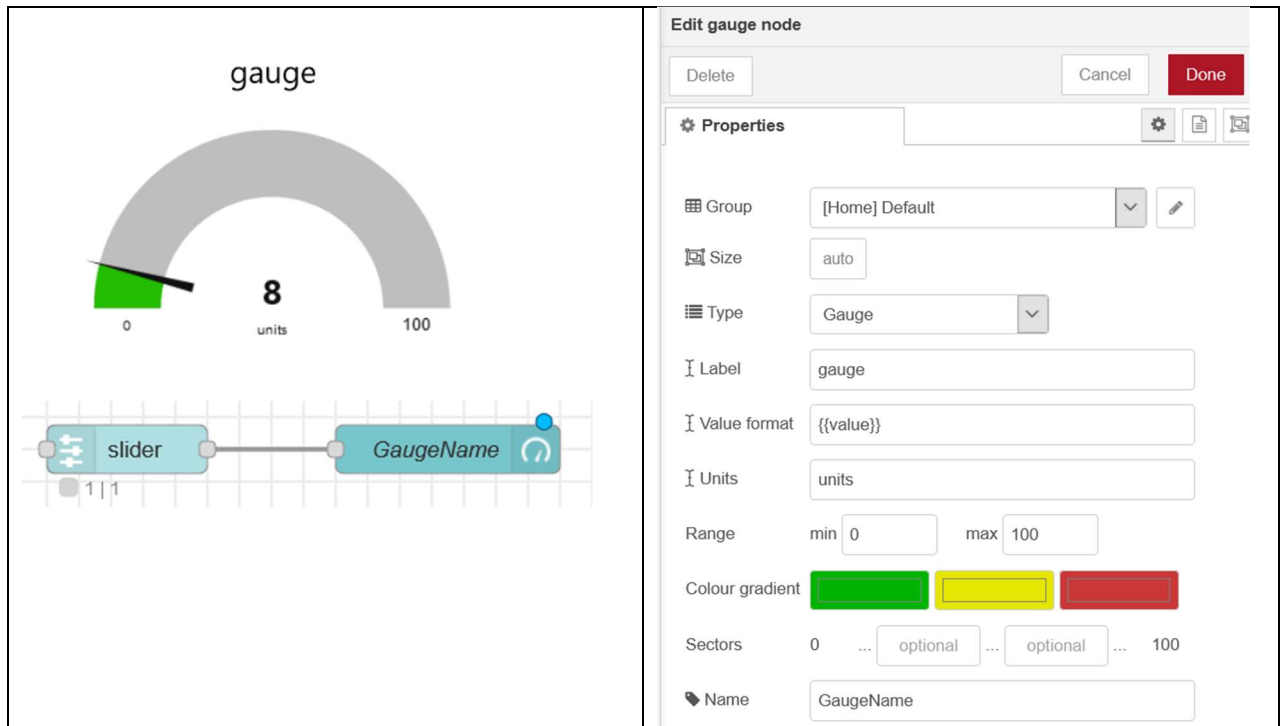 gauge
8
0
units
100
slider
GaugeName
1 | 1
Edit gauge node
Delete
Cancel
Done
Properties
Group
[Home] Default
Size
auto
Type
Gauge
Label
gauge
Value format
{{value}}
Units
units
Range
min 0
max 100
Colour gradient
Sectors
0 ... optional ... optional ... 100
Name
GaugeName